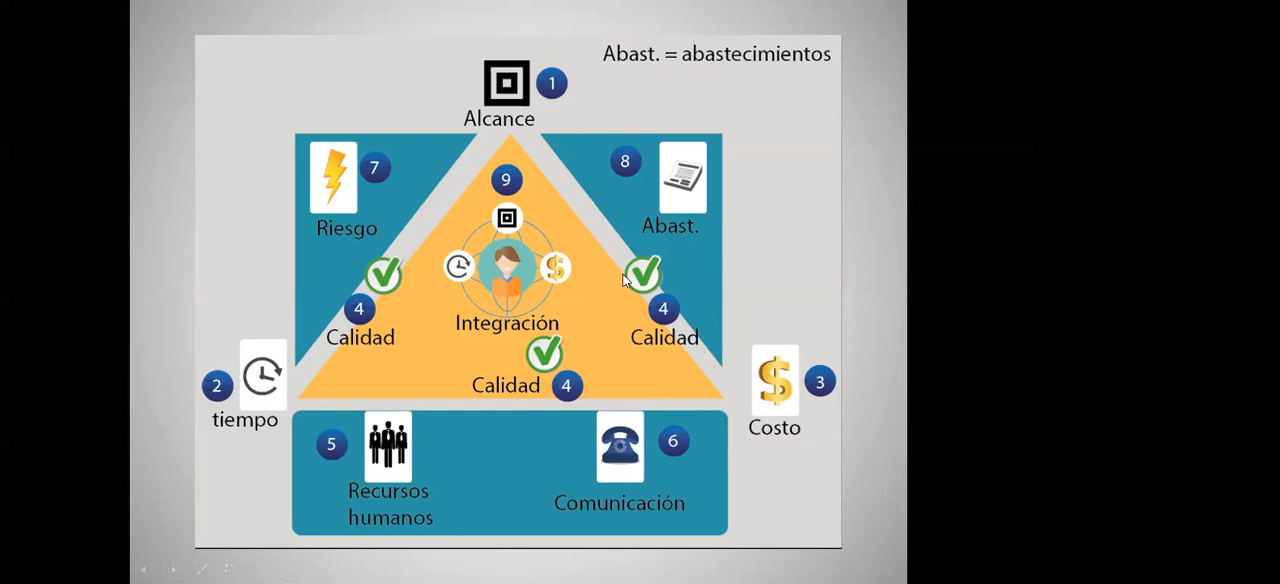 Abast. = abastecimientos
1
Alcance
7
Riesgo
9
8
Abast.
Integración
4
Calidad
4
Calidad
Calidad 4
2
tiempo
3
Costo
5
Recursos
humanos
6
Comunicación